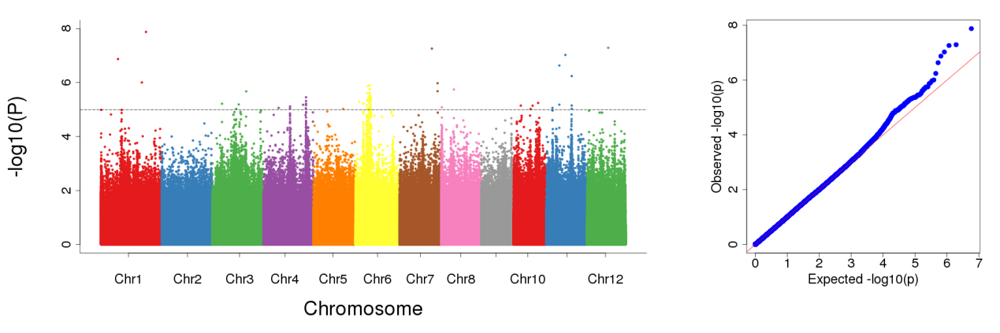 -log10(P)
8
6
4
2
0
Chr1 Chr2 Chr3 Chr4 Chr5 Chr6 Chr7 Chr8 Chr10 Chr12
Chromosome
Observed -log10(p)
8
6
4
2
0
0 1 2 3 4 5 6 7
Expected -log10(p)